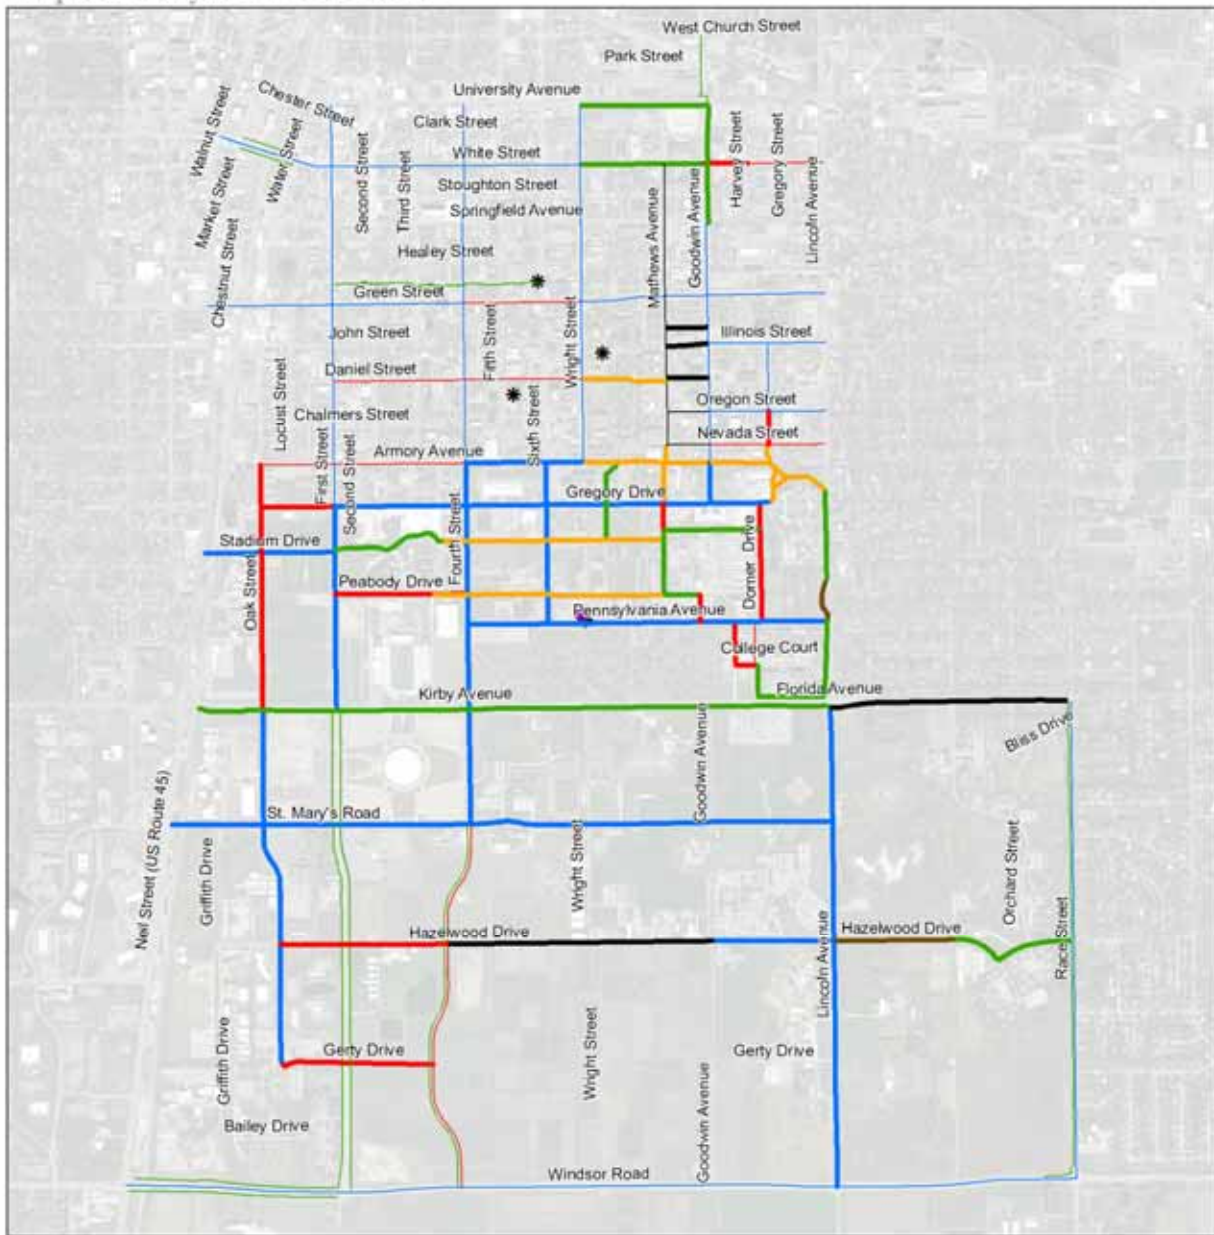 West Church Street
Park Street
University Avenue
Chester Street
Clark Street
Walnut Street
Water Street
White Street
Harvey Street
Gregory Street
Lincoln Avenue
Market Street
Second Street
Third Street
Stoughton Street
Springfield Avenue
Mathews Avenue
Goodwin Avenue
Chestnut Street
Healey Street
Green Street
John Street
Fifth Street
Wright Street
Illinois Street
Locust Street
Daniel Street
Chalmers Street
Sixth Street
Oregon Street
Nevada Street
First Street
Second Street
Armory Avenue
Gregory Drive
Stadium Drive
Fourth Street
Dorner Drive
Oak Street
Peabody Drive
Pennsylvania Avenue
College Court
Kirby Avenue
Florida Avenue
Goodwin Avenue
Bliss Drive
Neil Street (US Route 45)
St. Mary's Road
Griffith Drive
Wright Street
Orchard Street
Hazelwood Drive
Lincoln Avenue
Hazelwood Drive
Race Street
Griffith Drive
Gerty Drive
Wright Street
Gerty Drive
Bailey Drive
Goodwin Avenue
Windsor Road